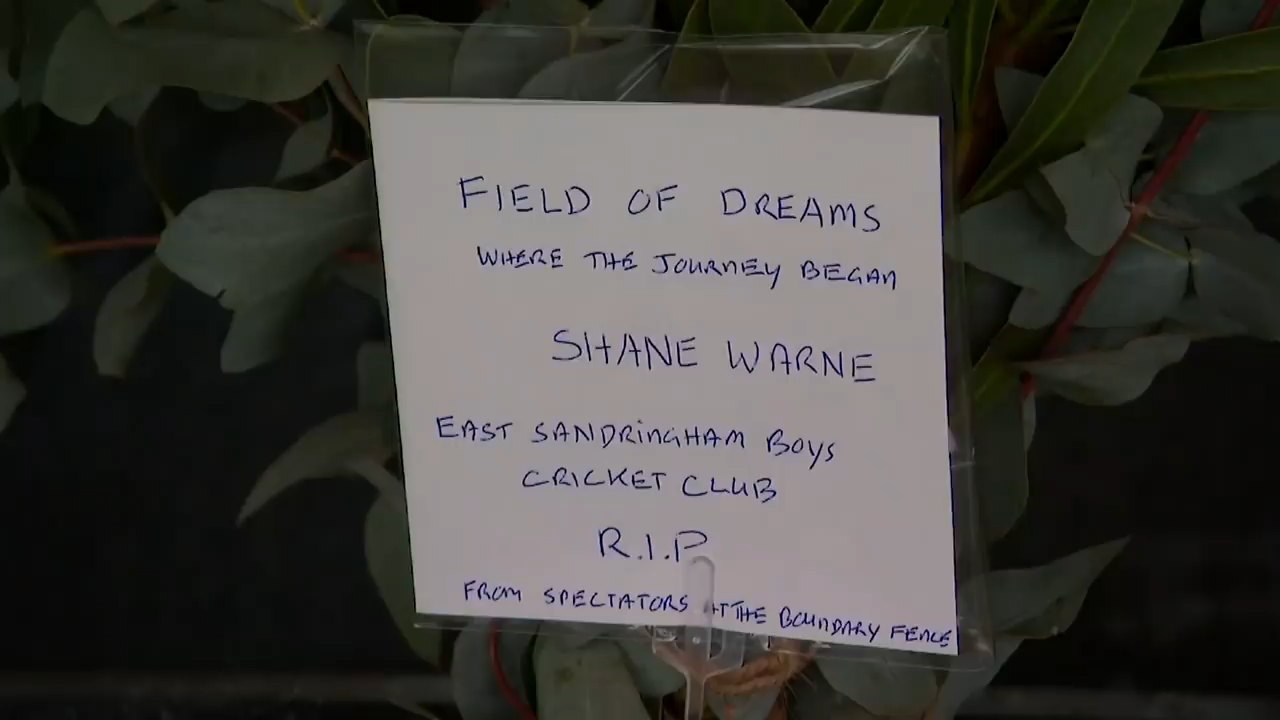 FIELD OF DREAMS
WHERE THE JOURNEY BEGAN
SHANE WARNE
EAST SANDRiNGHAM BOYS
CRICKET CLUB
R.I.P
FROM SPECTATORS AT THE BOUNDARY FENCE